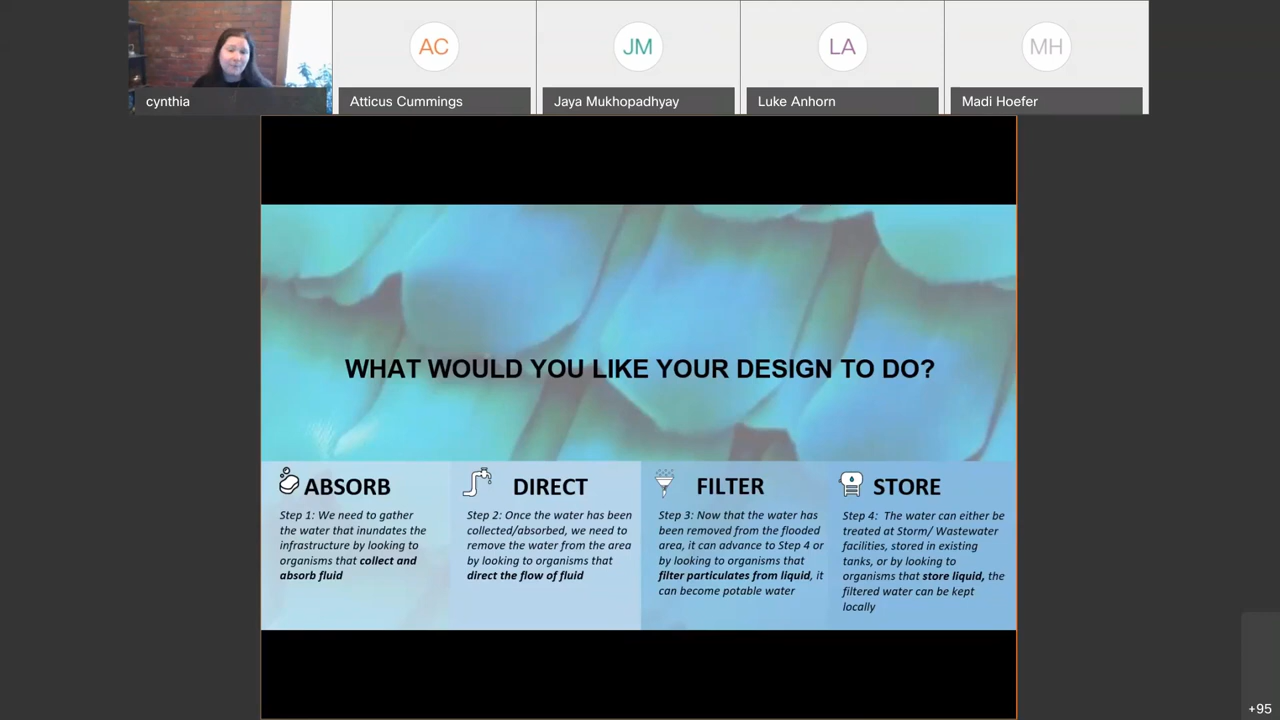 AC
JM
LA
MH
cynthia
Atticus Cummings
Jaya Mukhopadhyay
Luke Anhorn
Madi Hoefer
WHAT WOULD YOU LIKE YOUR DESIGN TO DO?
ABSORB
Step 1: We need to gather
the water that inundates the
infrastructure by looking to
organisms that collect and
absorb fluid
DIRECT
Step 2: Once the water has been
collected/absorbed, we need to
remove the water from the area
by looking to organisms that
direct the flow of fluid
FILTER
Step 3: Now that the water has
been removed from the flooded
area, it can advance to Step 4 or
by looking to organisms that
filter particulates from liquid, it
can become potable water
STORE
Step 4: The water can either be
treated at Storm/ Wastewater
facilities, stored in existing
tanks, or by looking to
organisms that store liquid, the
filtered water can be kept
locally
+95